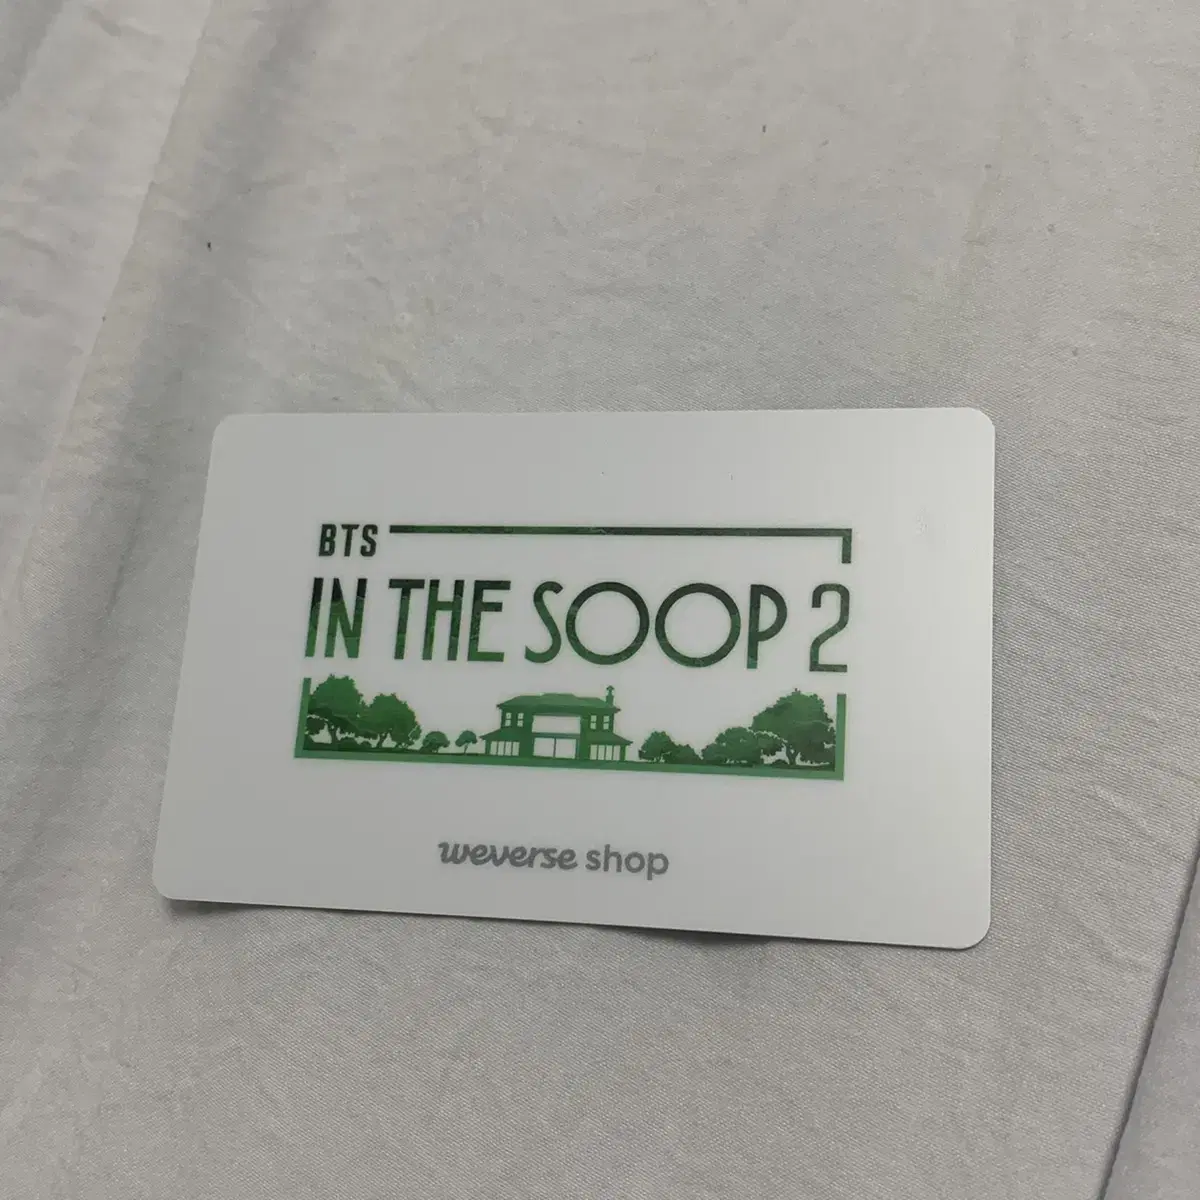 BTS
IN THE SOOP 2
weverse shop